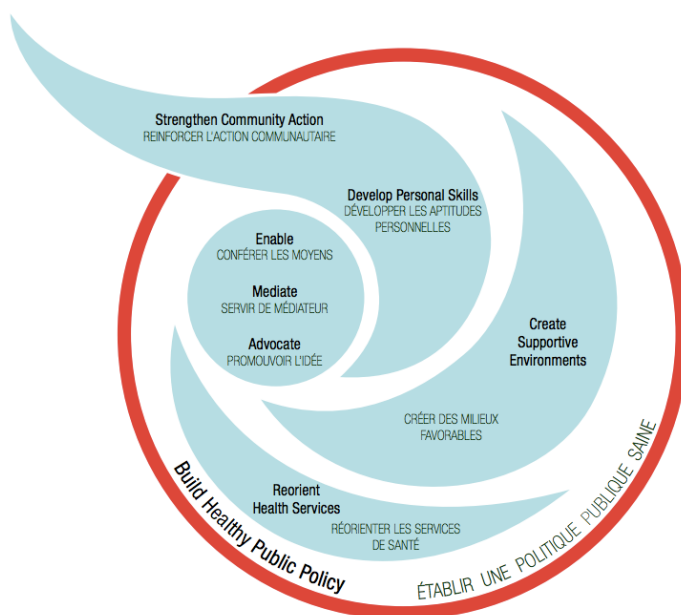 Strengthen Community Action
REINFORCER L'ACTION COMMUNAUTAIRE
Develop Personal Skills
DÉVELOPPER LES APTITUDES
PERSONNELLES
Enable
CONFÉRER LES MOYENS
Mediate
SERVIR DE MÉDIATEUR
Advocate
PROMOUVOIR L'IDÉE
Create
Supportive
Environments
CRÉER DES MILIEUX
FAVORABLES
Reorient
Health Services
RÉORIENTER LES SERVICES
DE SANTÉ
Build Healthy Public Policy
ÉTABLIR UNE POLITIQUE PUBLIQUE SAINE